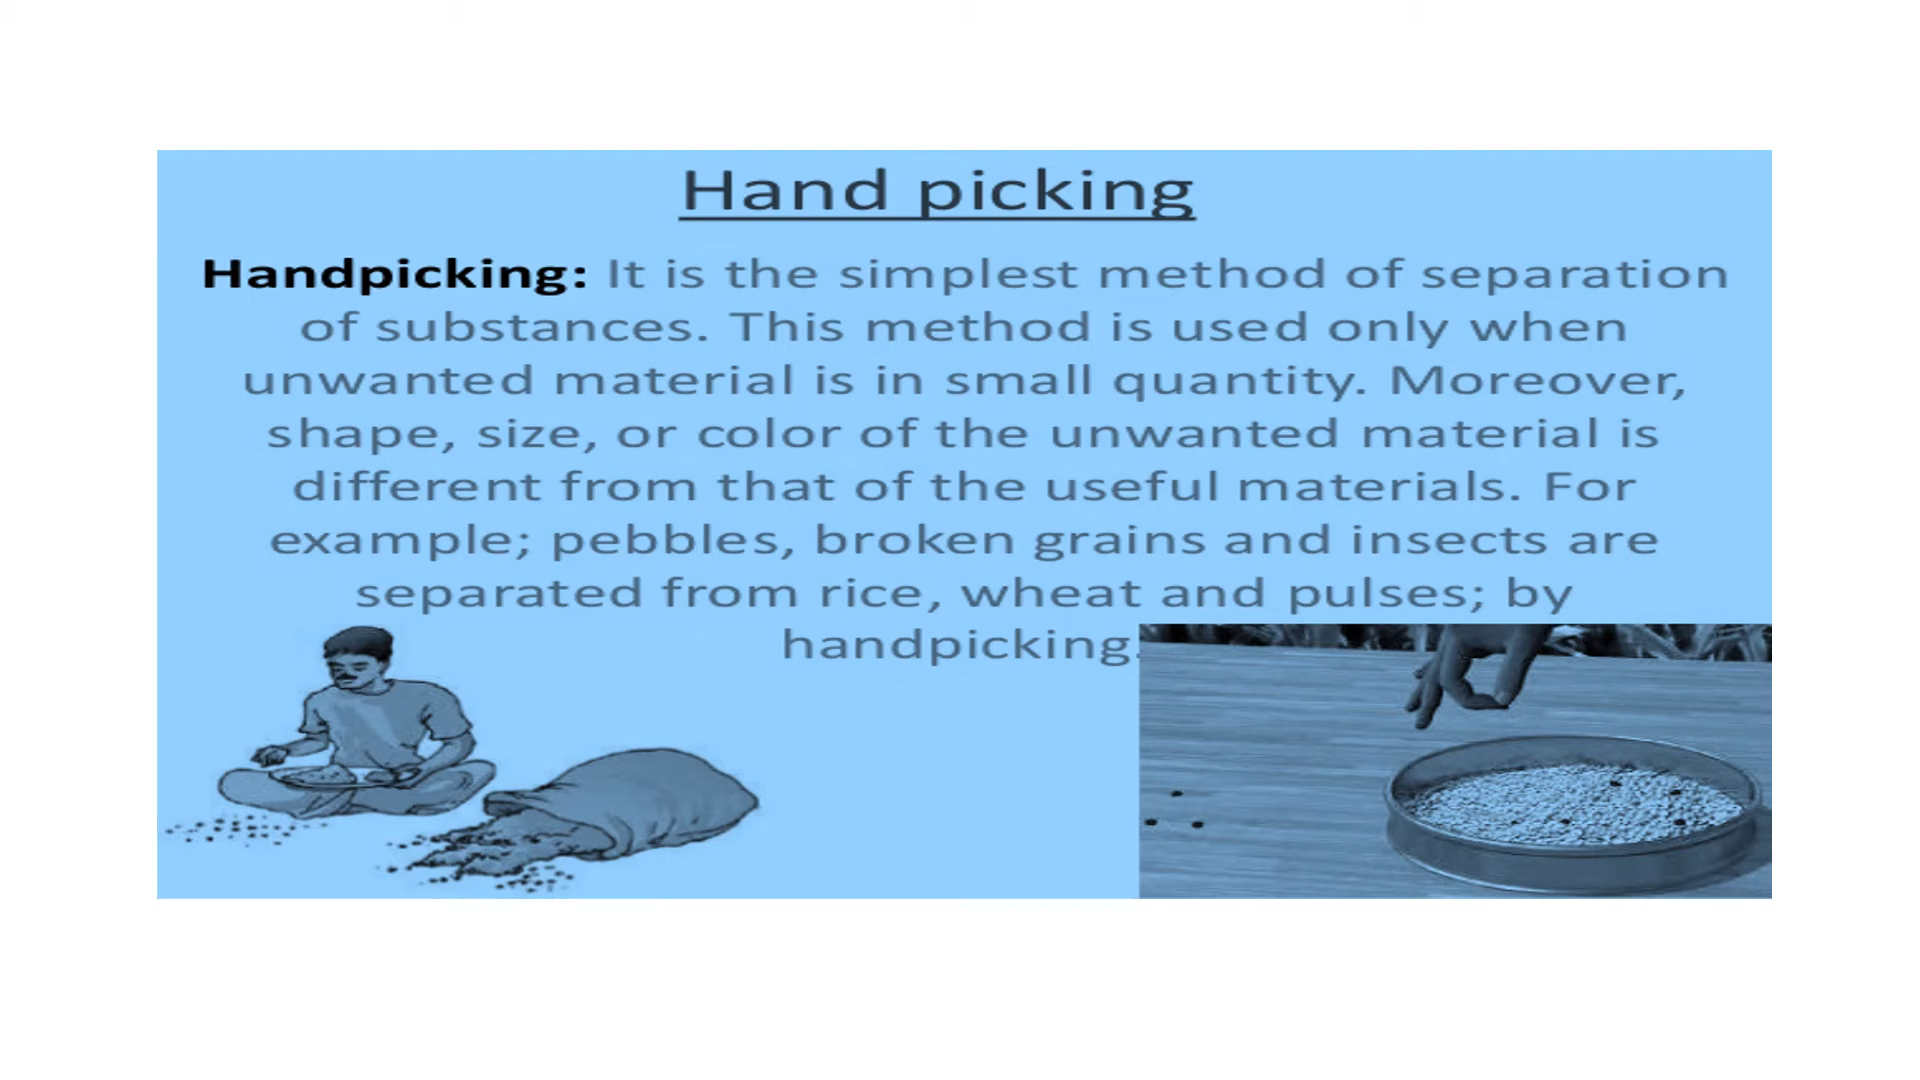 Hand picking
Handpicking: It is the simplest method of separation
of substances. This method is used only when
unwanted material is in small quantity. Moreover,
shape, size, or color of the unwanted material is
different from that of the useful materials. For
example; pebbles, broken grains and insects are
separated from rice, wheat and pulses; by
handpicking.